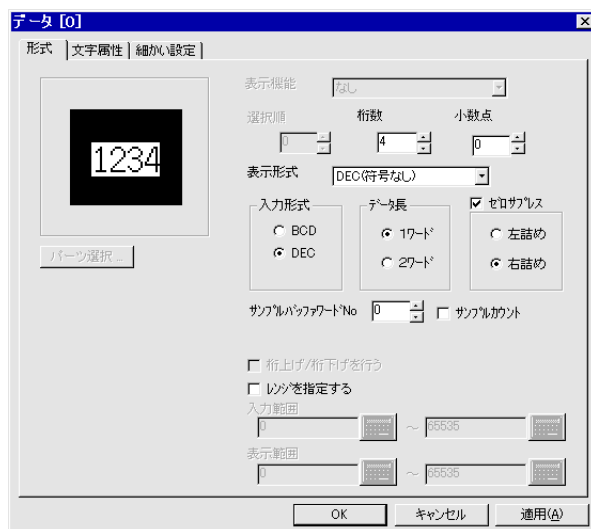 データ [0]
形式 文字属性 細かい設定
表示機能 なし
選択順 桁数 小数点
0 4 0
1234
表示形式 DEC(符号なし)
入力形式 データ長 ゼロサプレス
BCD 1ワード 左詰め
DEC 2ワード 右詰め
パーツ選択 ...
サンプルバッファワードNo 0 サンプルカウント
桁上げ/桁下げを行う
レンジを指定する
入力範囲
0 ~ 65535
表示範囲
0 ~ 65535
OK キャンセル 適用(A)